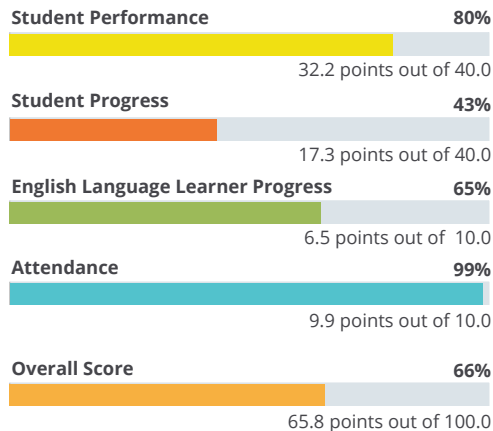 Student Performance 80%
32.2 points out of 40.0
Student Progress 43%
17.3 points out of 40.0
English Language Learner Progress 65%
6.5 points out of 10.0
Attendance 99%
9.9 points out of 10.0
Overall Score 66%
65.8 points out of 100.0